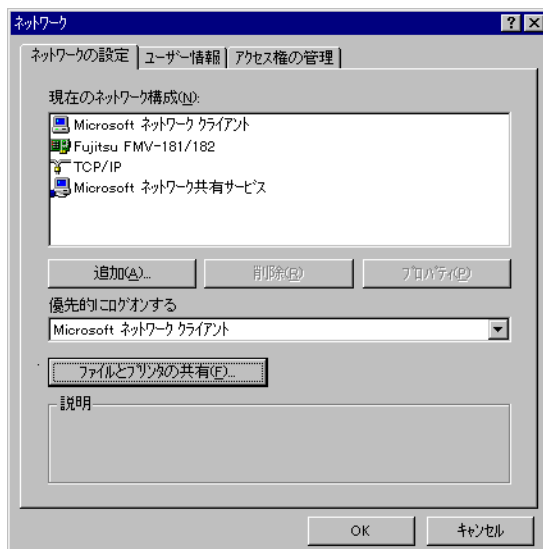 ネットワーク
ネットワークの設定 ユーザー情報 アクセス権の管理
現在のネットワーク構成(N):
Microsoft ネットワーク クライアント
Fujitsu FMV-181/182
TCP/IP
Microsoft ネットワーク共有サービス
追加(A)... 削除(R) プロパティ(P)
優先的にログオンする
Microsoft ネットワーク クライアント
ファイルとプリンタの共有(F)...
説明
OK キャンセル